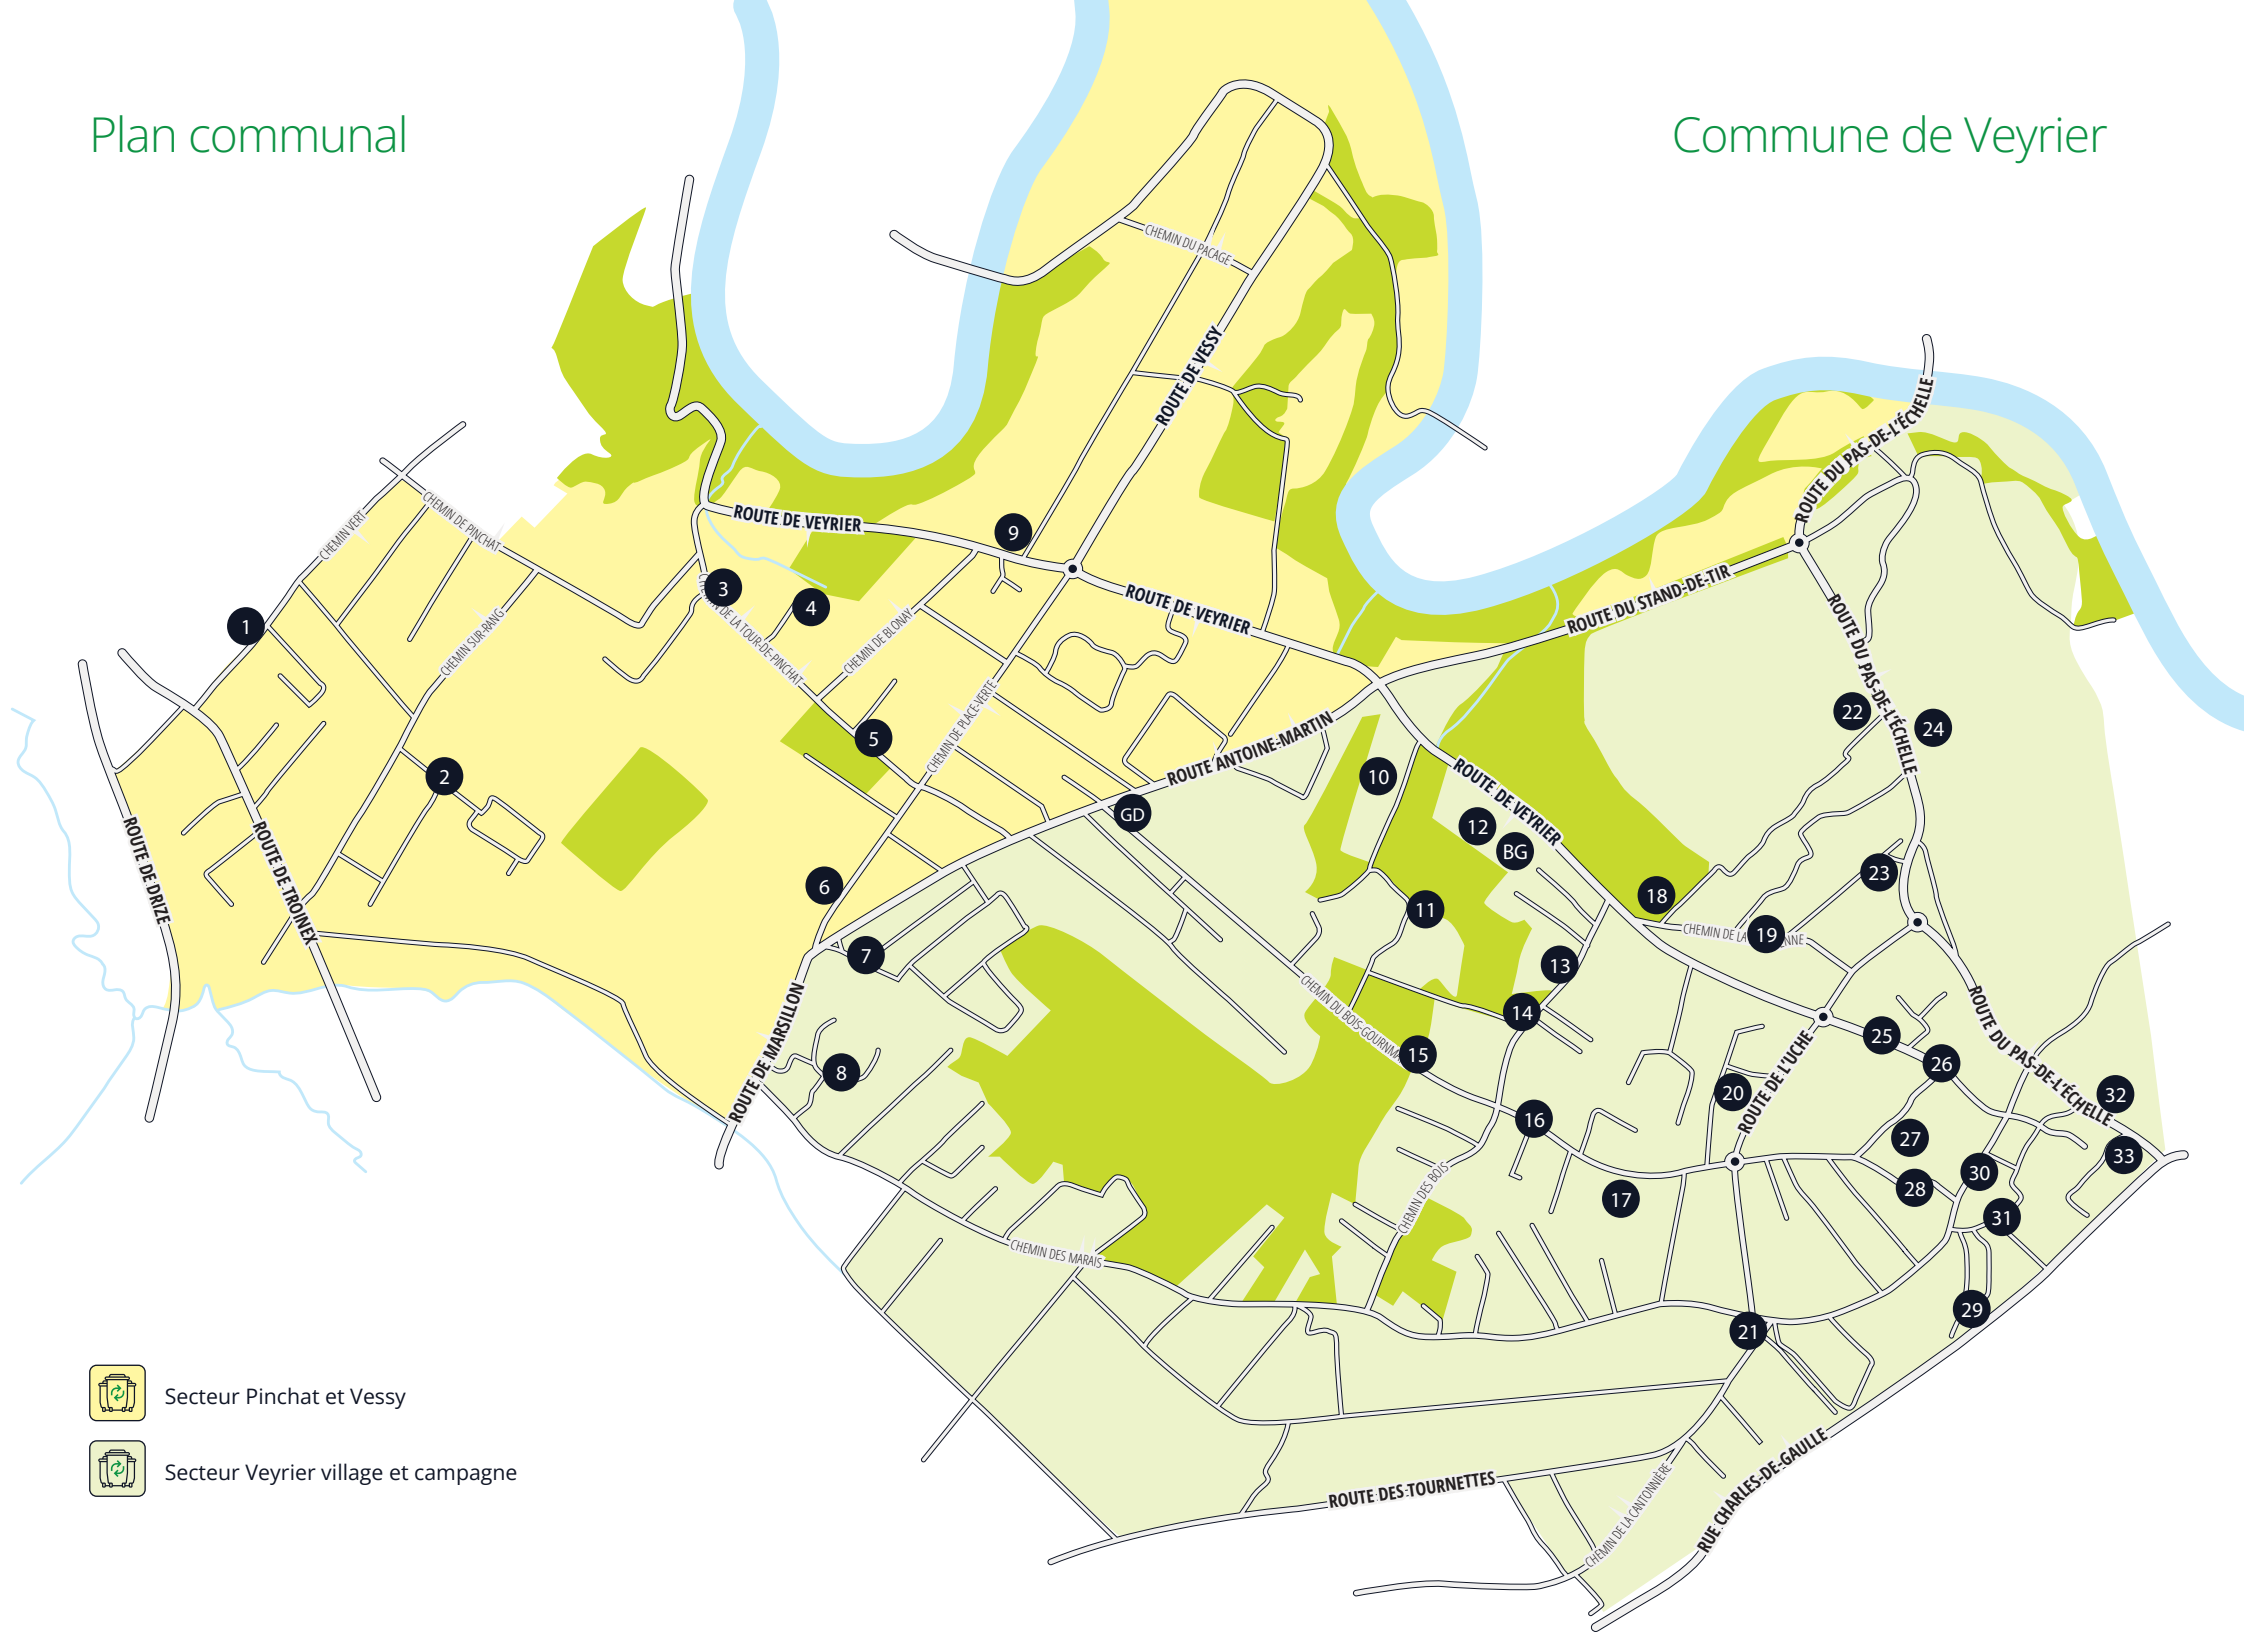 Plan communal
Commune de Veyrier
CHEMIN DU PACAGE
ROUTE DE VESSY
ROUTE DU PAS-DE-L'ÉCHELLE
CHEMIN VERT
CHEMIN DE PINCHAT
ROUTE DE VEYRIER
9
1
3
4
CHEMIN SUR-RANG
DE LA TOUR-DE-PINCHAT
CHEMIN DE BLONAY
ROUTE DE VEYRIER
ROUTE DU STAND-DE-TIR
ROUTE DU PAS-DE-L'ÉCHELLE
22
24
5
CHEMIN DE PLACE-VERTE
ROUTE ANTOINE-MARTIN
2
10
ROUTE DE VEYRIER
GD
12
BG
ROUTE DE DRIZE
ROUTE DE TROINEX
6
11
18
23
CHEMIN DE LA
19
7
13
CHEMIN DU BOIS-GOURNMA
14
ROUTE DE MARSILLON
8
15
25
26
ROUTE DU PAS-DE-L'ÉCHELLE
ROUTE DE L'UCHE
20
32
16
27
33
17
28
30
31
CHEMIN DES BOIS
CHEMIN DES MARAIS
29
21
Secteur Pinchat et Vessy
Secteur Veyrier village et campagne
ROUTE DES TOURNETTES
CHEMIN DE LA CANTONNIÈRE
RUE CHARLES-DE-GAULLE